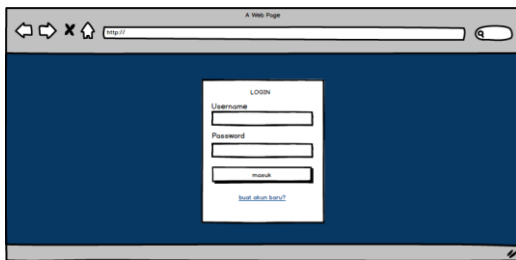 A Web Page
http://
LOGIN
Username
Password
masuk
buat akun baru?